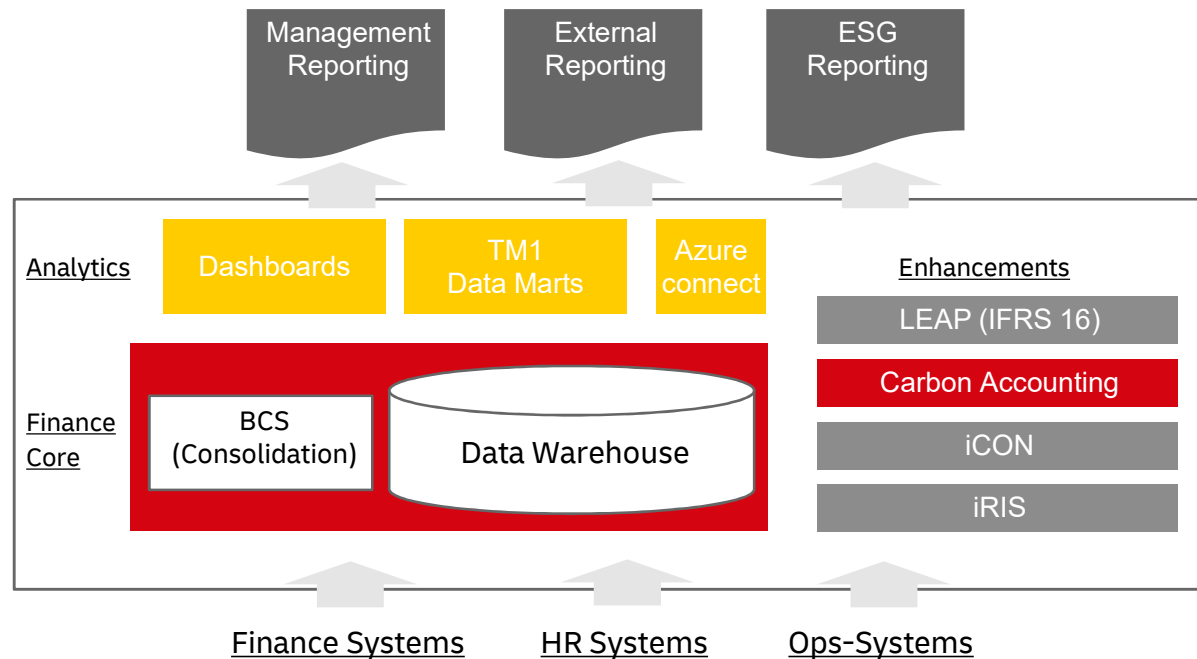 Management
Reporting
External
Reporting
ESG
Reporting
Analytics
Dashboards
TM1
Data Marts
Azure
connect
Enhancements
LEAP (IFRS 16)
Carbon Accounting
iCON
iRIS
Finance
Core
BCS
(Consolidation)
Data Warehouse
Finance Systems
HR Systems
Ops-Systems